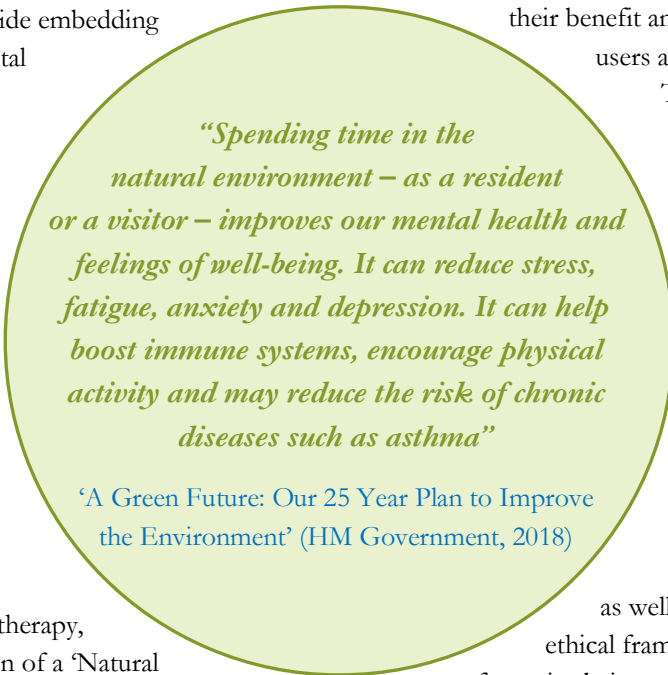 ide embedding
tal
their benefit an
users a
“Spending time in the
natural environment – as a resident
or a visitor – improves our mental health and
feelings of well-being. It can reduce stress,
fatigue, anxiety and depression. It can help
boost immune systems, encourage physical
activity and may reduce the risk of chronic
diseases such as asthma”
‘A Green Future: Our 25 Year Plan to Improve
the Environment’ (HM Government, 2018)
therapy,
n of a ‘Natural
as well
ethical fram